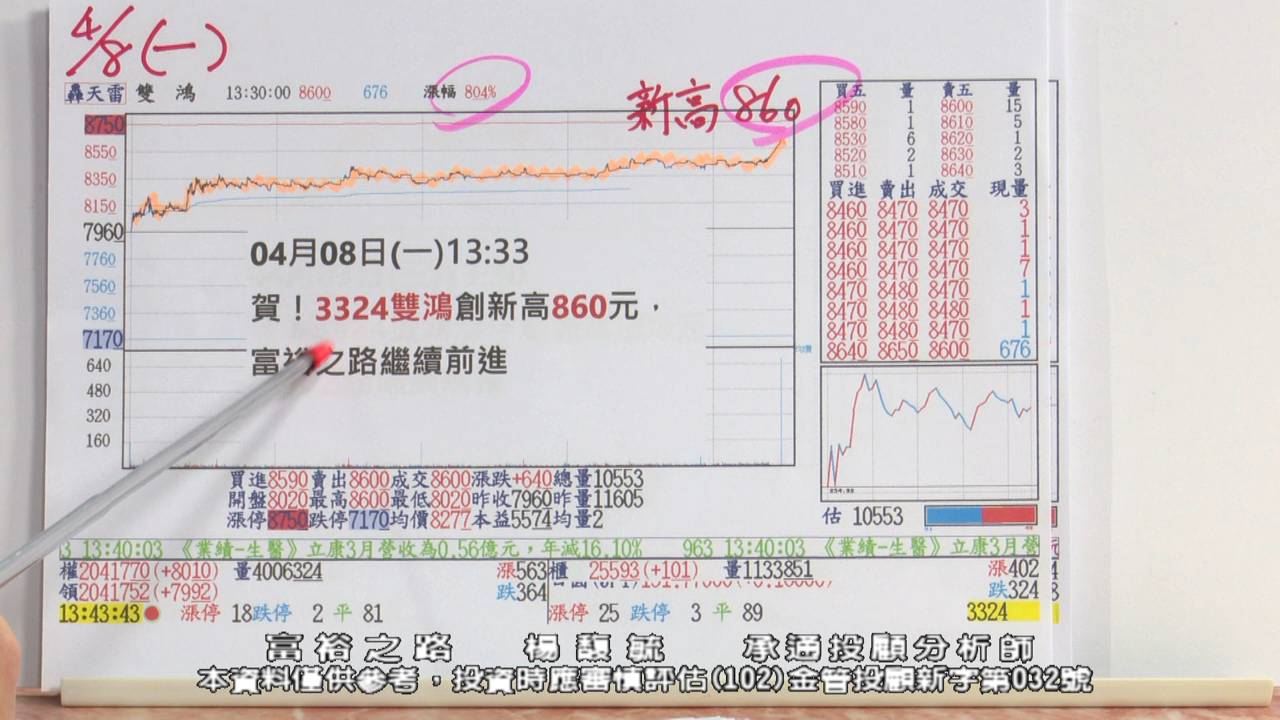 4/8(一)
轟天雷 雙 鴻 13:30:00 8600 676 漲幅 804%
新高860
8750
8550
8350
8150
7960
7760
7560
7360
7170
640
480
320
160
04月08日(一)13:33
賀！3324雙鴻創新高860元，
富裕之路繼續前進
買五 量 賣五 量
8590 1 8600 15
8580 1 8610 5
8530 6 8620 1
8520 2 8630 2
8510 1 8640 3
買進 賣出 成交 現量
8460 8470 8470 3
8460 8470 8470 1
8460 8470 8470 1
8460 8470 8470 7
8470 8480 8470 1
8470 8480 8480 1
8470 8480 8470 1
8640 8650 8600 676
估 10553
買進8590賣出8600成交8600漲跌+640總量10553
開盤8020最高8600最低8020昨收7960昨量11605
漲停8750跌停7170均價8277本益5574均量2
3 13:40:03 《業績-生醫》立康3月營收為0.56億元，年減16.10% 963 13:40:03 《業績-生醫》立康3月營
權2041770(+8010) 量4006324 漲563 櫃 25593(+101) 量1133851 漲402
領2041752(+7992) 跌364 跌324
13:43:43 漲停 18跌停 2 平 81 漲停 25 跌停 3 平 89 3324
富裕之路 楊馥毓 承通投顧分析師
本資料僅供參考，投資時應審慎評估(102)金管投顧新字第032號